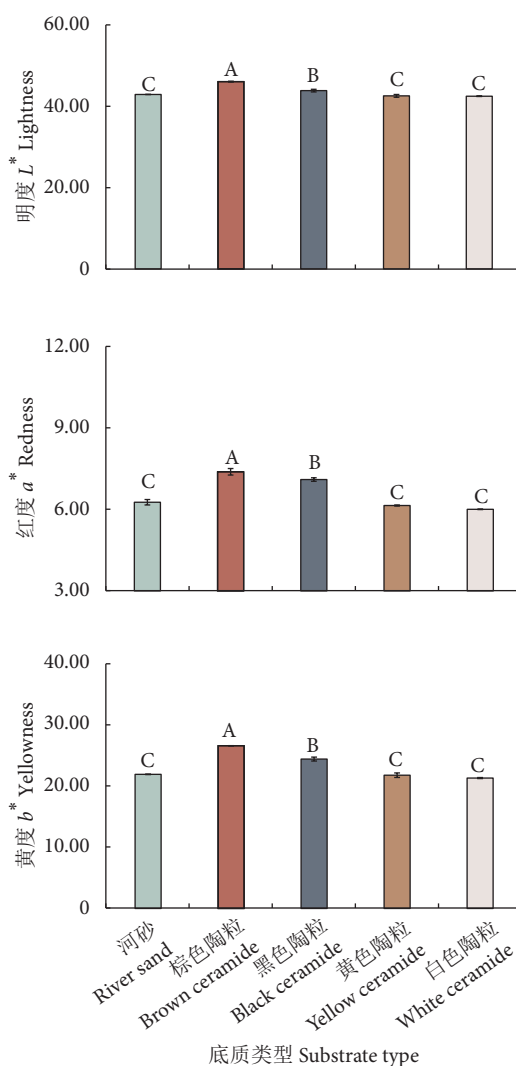 60.00
40.00
20.00
0
明度 L* Lightness
C
A
B
C
C
12.00
9.00
6.00
3.00
红度 a* Redness
C
A
B
C
C
40.00
30.00
20.00
10.00
0
黄度 b* Yellowness
C
A
B
C
C
河砂
River sand
棕色陶粒
Brown ceramide
黑色陶粒
Black ceramide
黄色陶粒
Yellow ceramide
白色陶粒
White ceramide
底质类型 Substrate type